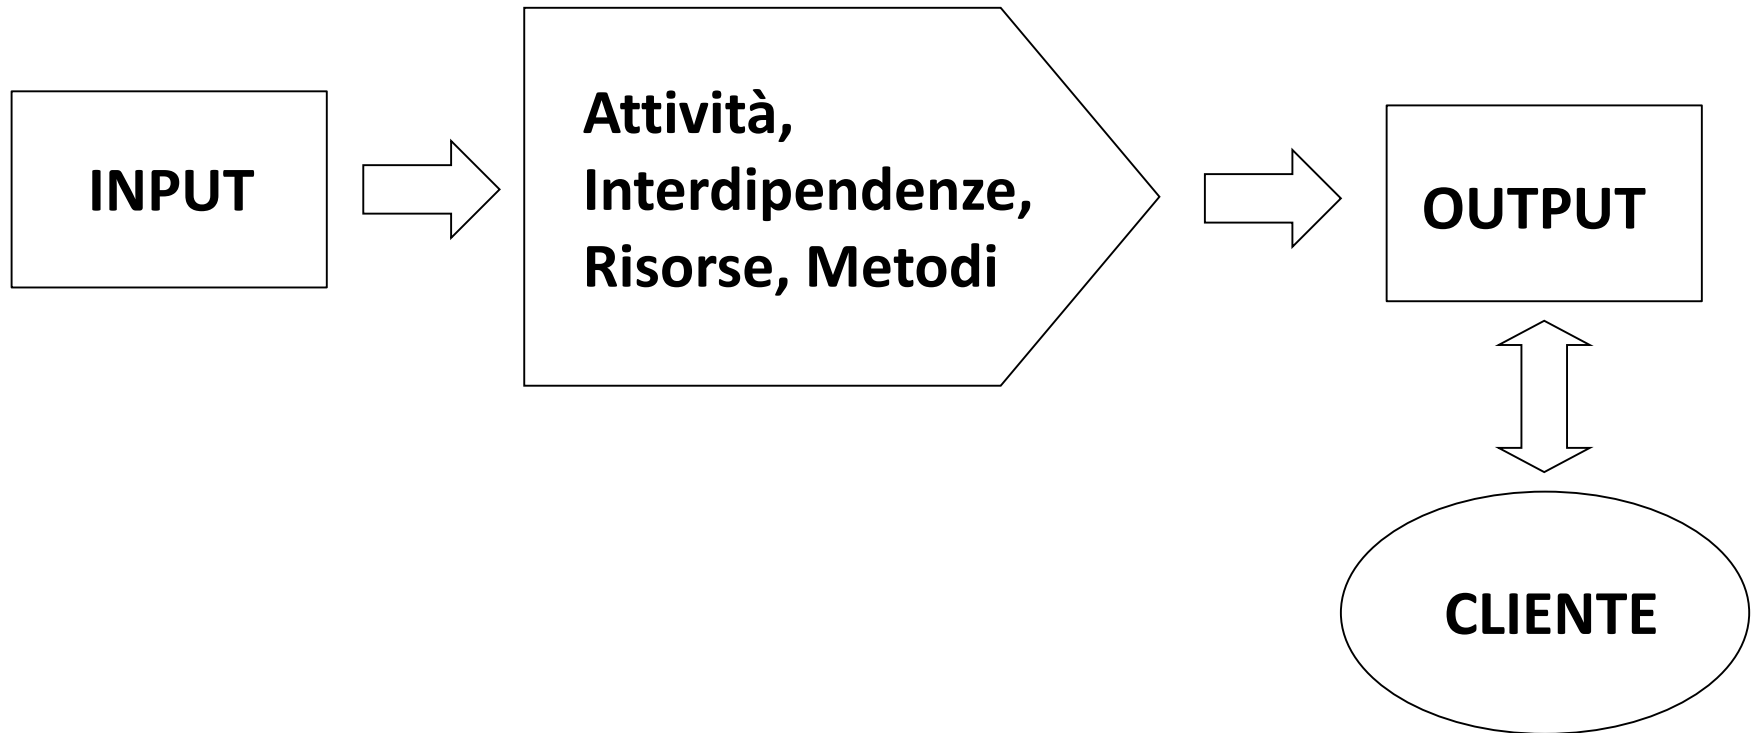 INPUT
Attività,
Interdipendenze,
Risorse, Metodi
OUTPUT
CLIENTE